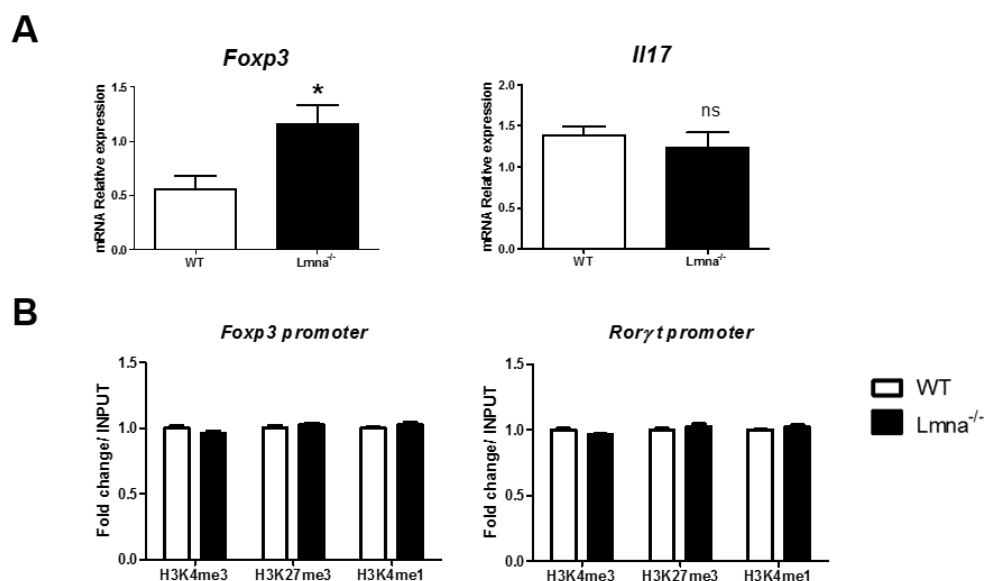 A
Foxp3
mRNA Relative expression
1.5
1.0
0.5
0.0
*
WT
Lmna-/-
Il17
mRNA Relative expression
2.0
1.5
1.0
0.5
0.0
ns
WT
Lmna-/-
B
Foxp3 promoter
Fold change/ INPUT
1.5
1.0
0.5
0.0
H3K4me3 H3K27me3 H3K4me1
Rorγt promoter
Fold change/ INPUT
1.5
1.0
0.5
0.0
H3K4me3 H3K27me3 H3K4me1
WT
Lmna-/-